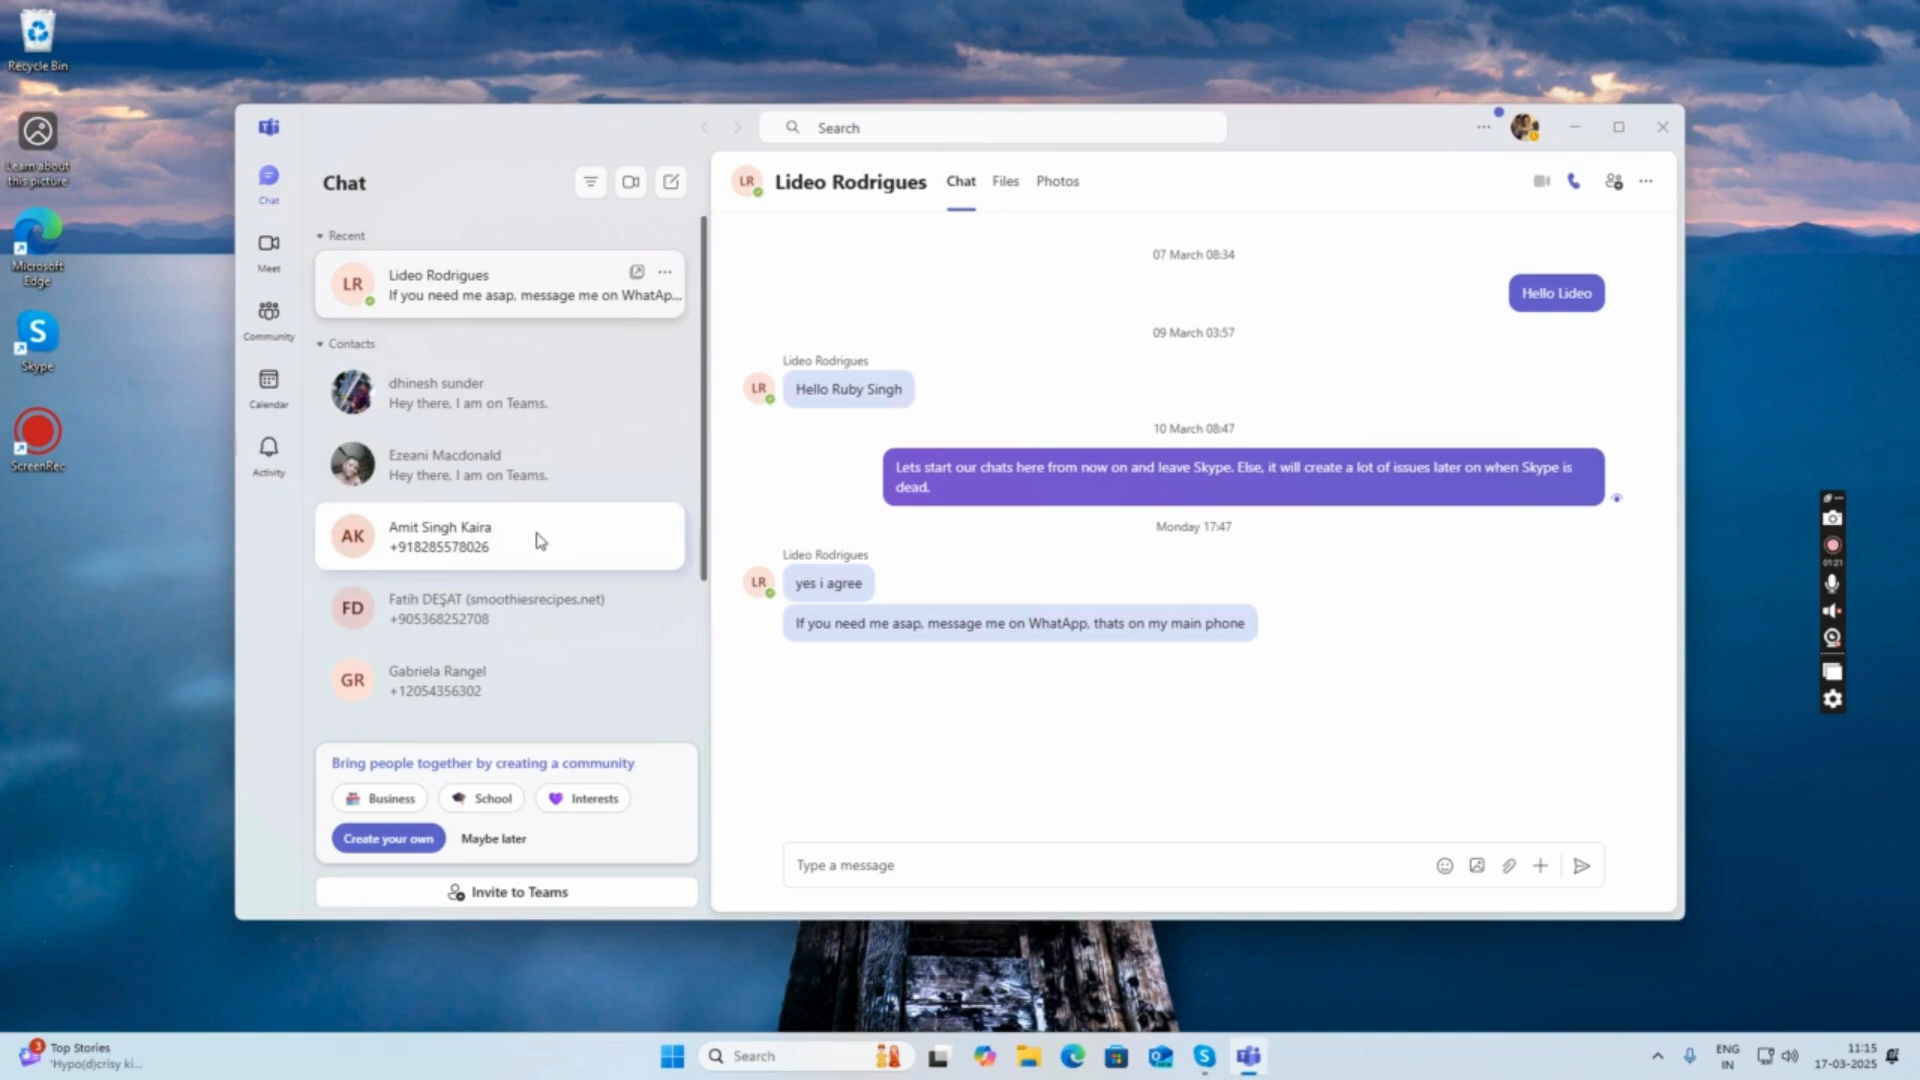 Recycle Bin
Learn about
this picture
Microsoft
Edge
Skype
ScreenRec
Search
Chat
Meet
Community
Calendar
Activity
Chat
Recent
LR
Lideo Rodrigues
If you need me asap, message me on WhatAp...
Contacts
dhinesh sunder
Hey there, I am on Teams.
Ezeani Macdonald
Hey there, I am on Teams.
AK
Amit Singh Kaira
+918285578026
FD
Fatih DEŞAT (smoothiesrecipes.net)
+905368252708
GR
Gabriela Rangel
+12054356302
Bring people together by creating a community
Business School Interests
Create your own Maybe later
Invite to Teams
LR Lideo Rodrigues Chat Files Photos
07 March 08:34
Hello Lideo
09 March 03:57
Lideo Rodrigues
LR Hello Ruby Singh
10 March 08:47
Lets start our chats here from now on and leave Skype. Else, it will create a lot of issues later on when Skype is
dead.
Monday 17:47
Lideo Rodrigues
LR yes i agree
If you need me asap, message me on WhatApp, thats on my main phone
Type a message
01:21
3
Top Stories
'Hypo(d)crisy ki...
Search
ENG
IN
11:15
17-03-2025